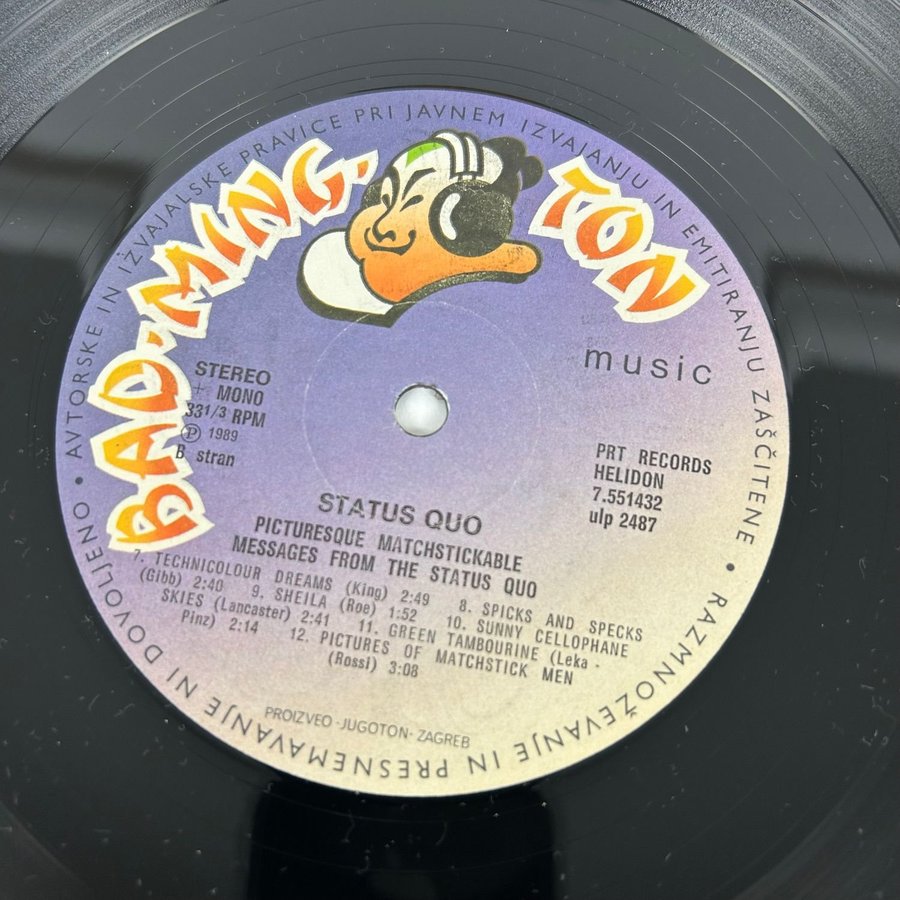 AVTORSKE IN IZVAJALSKE PRAVICE PRI JAVNEM IZVAJANJU IN EMITIRANJU ZAŠČITENE • RAZMNOŽEVANJE IN PRESNEMAVANJE NI DOVOLJENO •
BAD·MING·TON
music
STEREO
+ MONO
33 1/3 RPM
Ⓟ 1989
B stran
PRT RECORDS
HELIDON
7.551432
ulp 2487
STATUS QUO
PICTURESQUE MATCHSTICKABLE
MESSAGES FROM THE STATUS QUO
7. TECHNICOLOUR DREAMS (King) 2:49 8. SPICKS AND SPECKS
(Gibb) 2:40 9. SHEILA (Roe) 1:52 10. SUNNY CELLOPHANE
SKIES (Lancaster) 2:41 11. GREEN TAMBOURINE (Leka -
Pinz) 2:14 12. PICTURES OF MATCHSTICK MEN
(Rossi) 3:08
PROIZVEO ·JUGOTON· ZAGREB